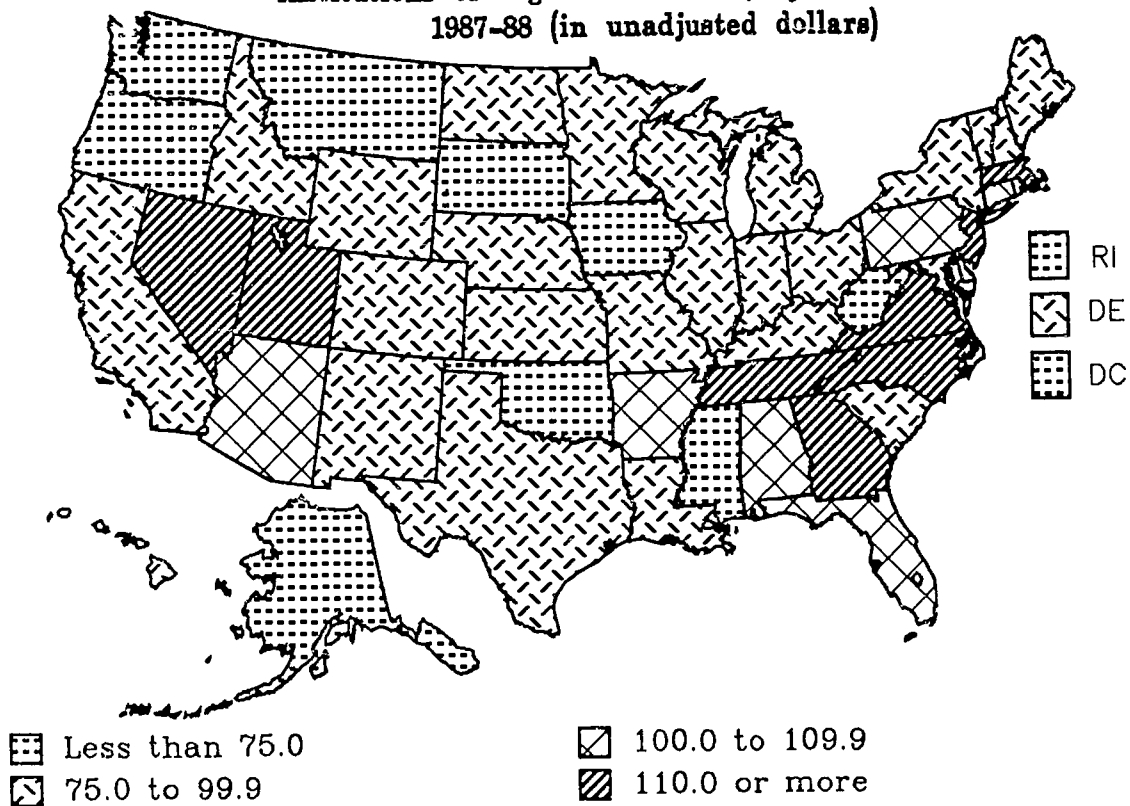 1987-88 (in unadjusted dollars)
RI
DE
DC
Less than 75.0
75.0 to 99.9
100.0 to 109.9
110.0 or more